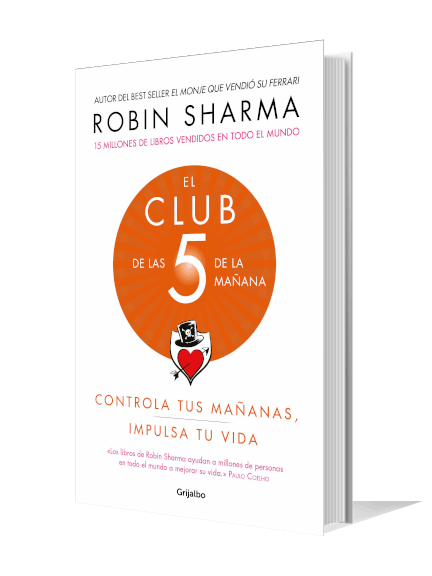 AUTOR DEL BEST SELLER EL MONJE QUE VENDIÓ SU FERRARI
ROBIN SHARMA
15 MILLONES DE LIBROS VENDIDOS EN TODO EL MUNDO
EL
CLUB
DE LAS 5 DE LA
MAÑANA
CONTROLA TUS MAÑANAS,
IMPULSA TU VIDA
«Los libros de Robin Sharma ayudan a millones de personas
en todo el mundo a mejorar su vida.» PAULO COELHO
Grijalbo